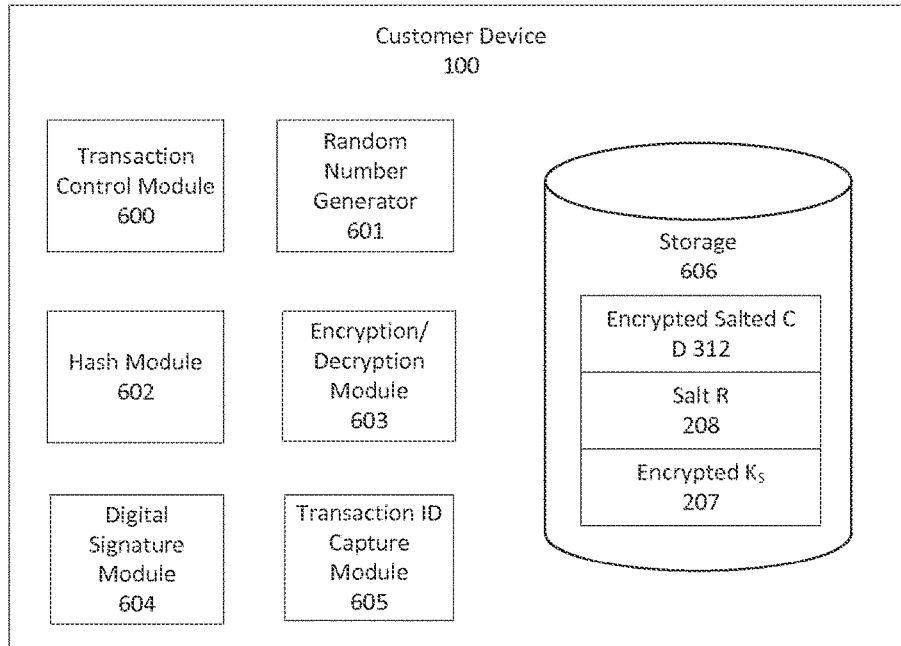 Customer Device
100
Transaction
Control Module
600
Random
Number
Generator
601
Storage
606
Encrypted Salted C
D 312
Salt R
208
Encrypted KS
207
Hash Module
602
Encryption/
Decryption
Module
603
Digital
Signature
Module
604
Transaction ID
Capture
Module
605